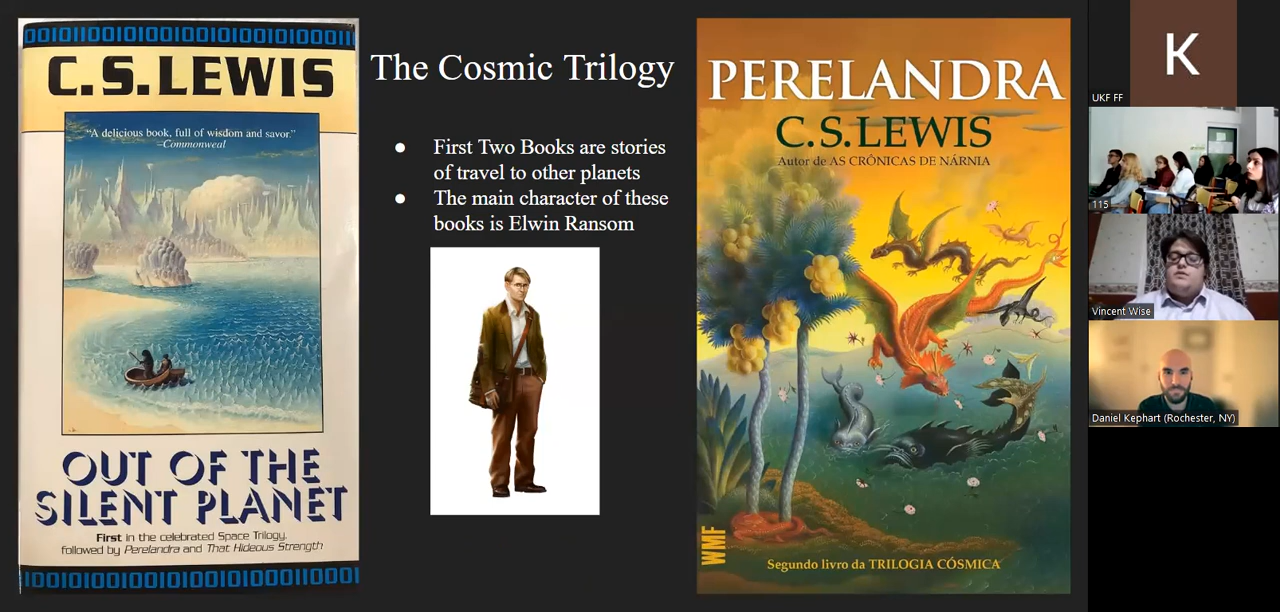 C.S.LEWIS
“A delicious book, full of wisdom and savor.”
–Commonweal
OUT OF THE
SILENT PLANET
First in the celebrated Space Trilogy,
followed by Perelandra and That Hideous Strength
The Cosmic Trilogy
● First Two Books are stories
of travel to other planets
● The main character of these
books is Elwin Ransom
PERELANDRA
C.S.LEWIS
Autor de AS CRÔNICAS DE NÁRNIA
WMF
Segundo livro da TRILOGIA CÓSMICA
K
UKF FF
115
Vincent Wise
Daniel Kephart (Rochester, NY)